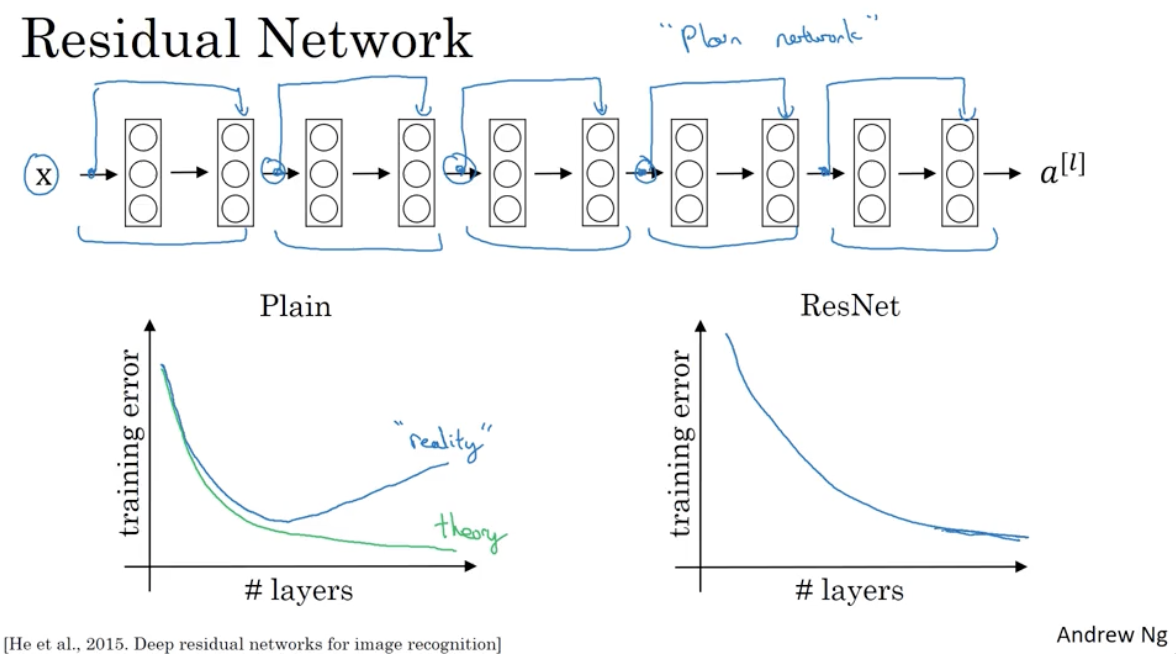 Residual Network
"Plain network"
x
a[l]
Plain
training error
# layers
"reality"
theory
ResNet
training error
# layers
[He et al., 2015. Deep residual networks for image recognition]
Andrew Ng